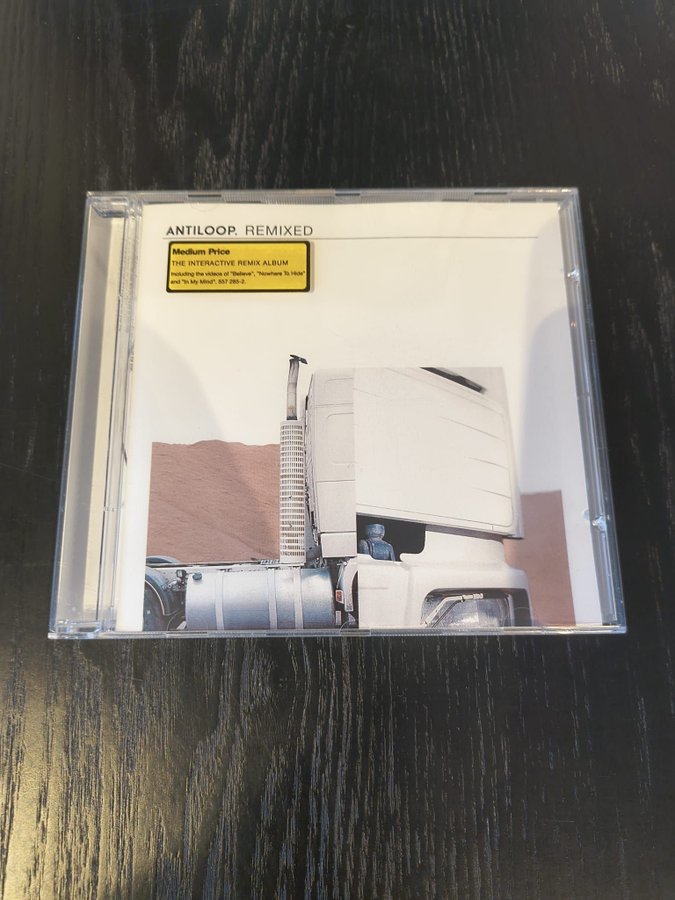 ANTILOOP. REMIXED
Medium Price
THE INTERACTIVE REMIX ALBUM
Including the videos of "Believe", "Nowhere To Hide"
and "In My Mind". 557 285-2.